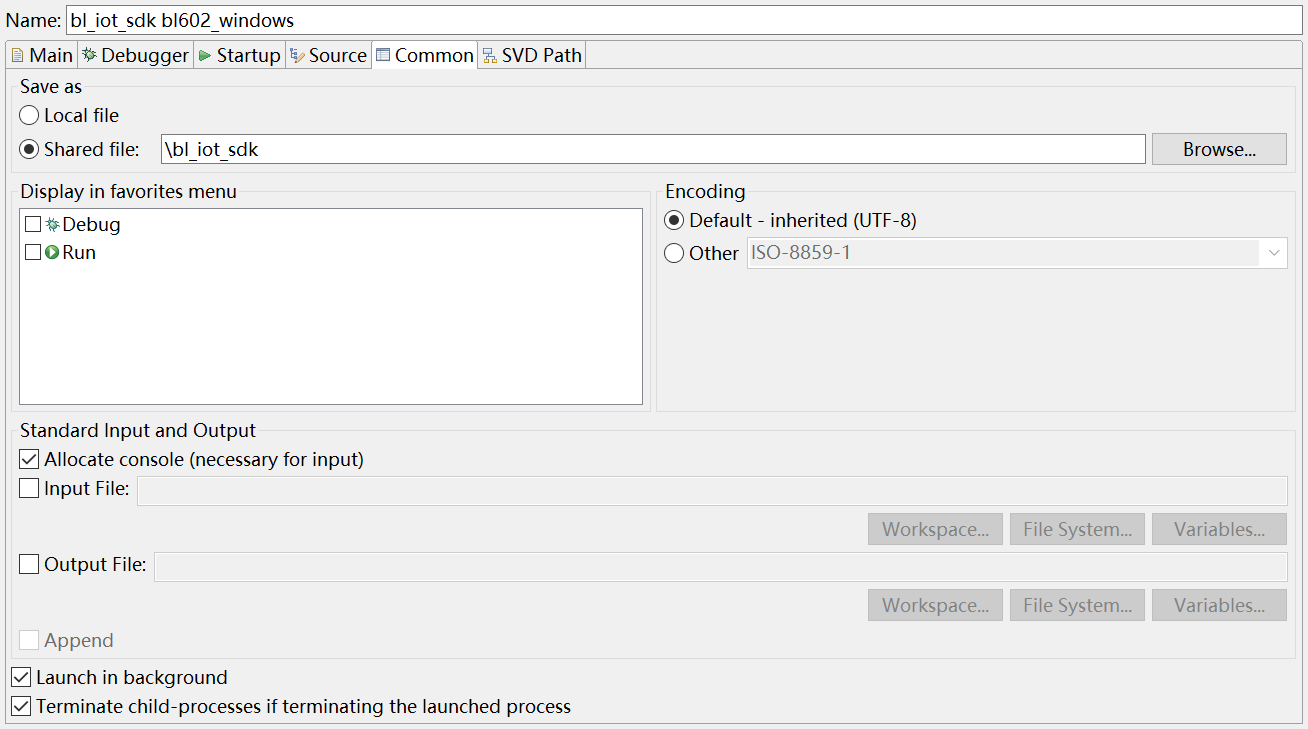 Name: bl_iot_sdk bl602_windows
Main Debugger Startup Source Common SVD Path
Save as
Local file
Shared file: \bl_iot_sdk Browse...
Display in favorites menu
Debug
Run
Encoding
Default - inherited (UTF-8)
Other ISO-8859-1
Standard Input and Output
Allocate console (necessary for input)
Input File:
Workspace... File System... Variables...
Output File:
Workspace... File System... Variables...
Append
Launch in background
Terminate child-processes if terminating the launched process